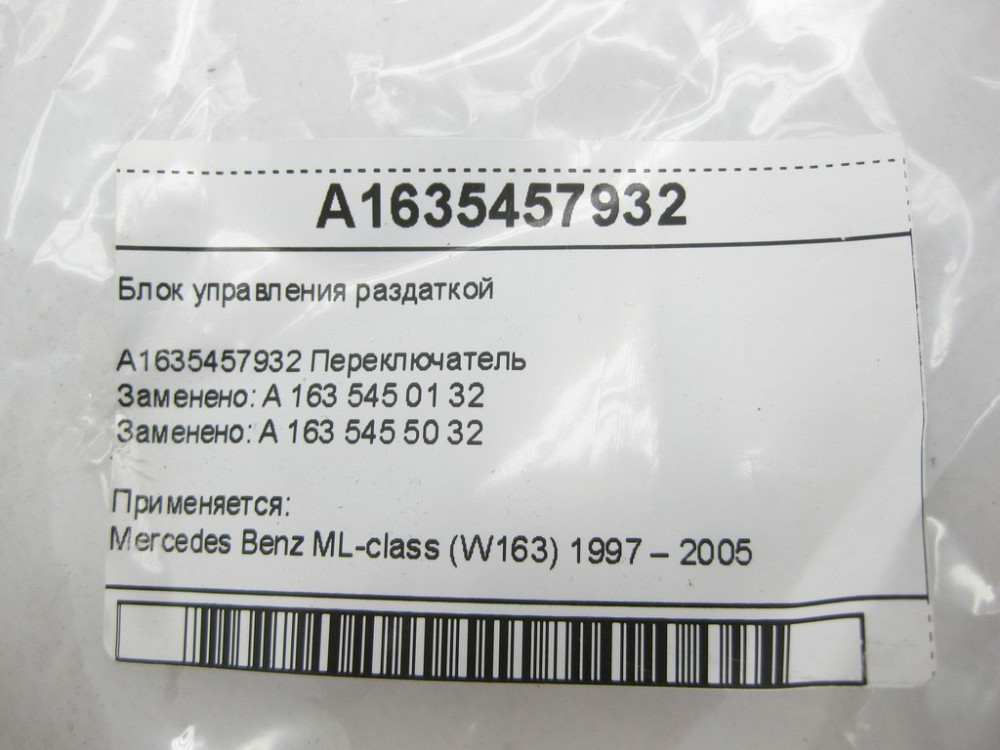 A1635457932
Блок управления раздаткой
A1635457932 Переключатель
Заменено: A 163 545 01 32
Заменено: A 163 545 50 32
Применяется:
Mercedes Benz ML-class (W163) 1997 – 2005